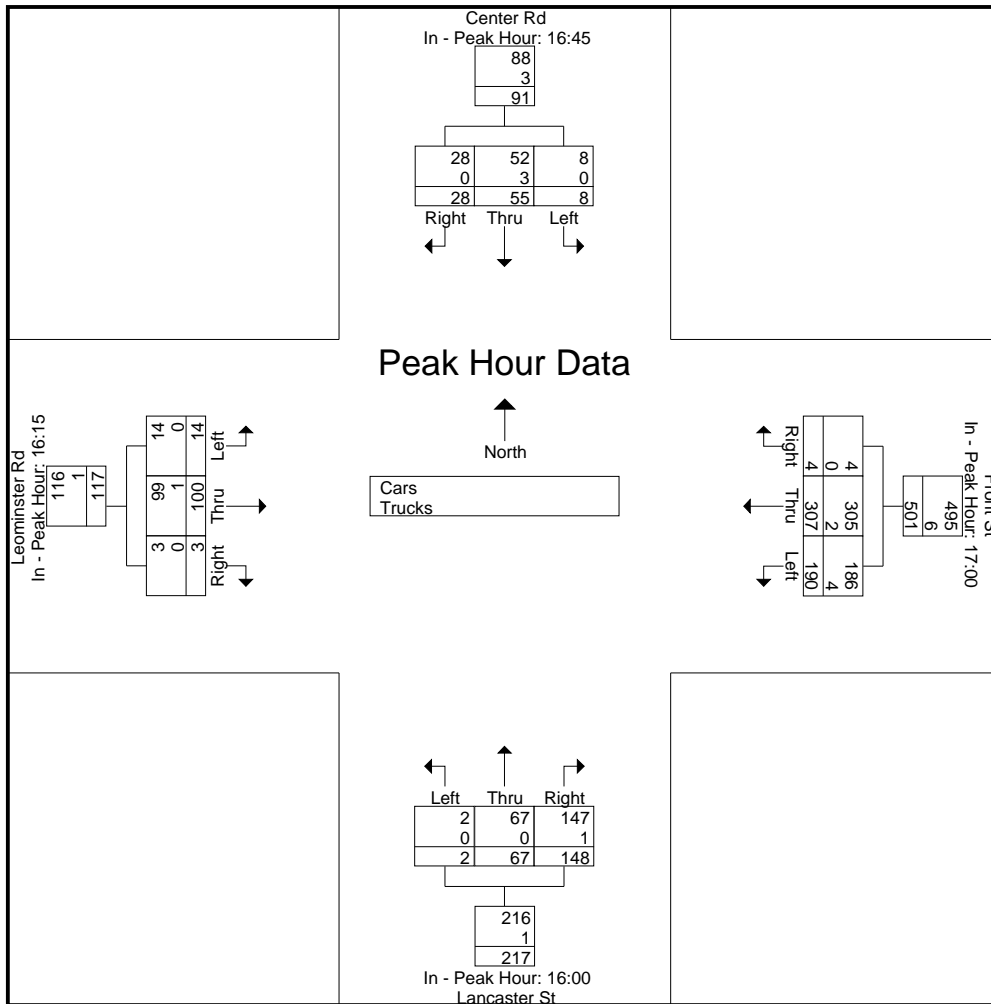 Center Rd
In - Peak Hour: 16:45
88
3
91
28 52 8
0 3 0
28 55 8
Right Thru Left
Peak Hour Data
North
Cars
Trucks
Leominster Rd
In - Peak Hour: 16:15
116
1
117
14 0 14
99 1 100
3 0 3
Left
Thru
Right
Right
Thru
Left
4 0 4
307 2 305
190 4 186
501
6
495
In - Peak Hour: 17:00
Left Thru Right
2 67 147
0 0 1
2 67 148
216
1
217
In - Peak Hour: 16:00
Lancaster St